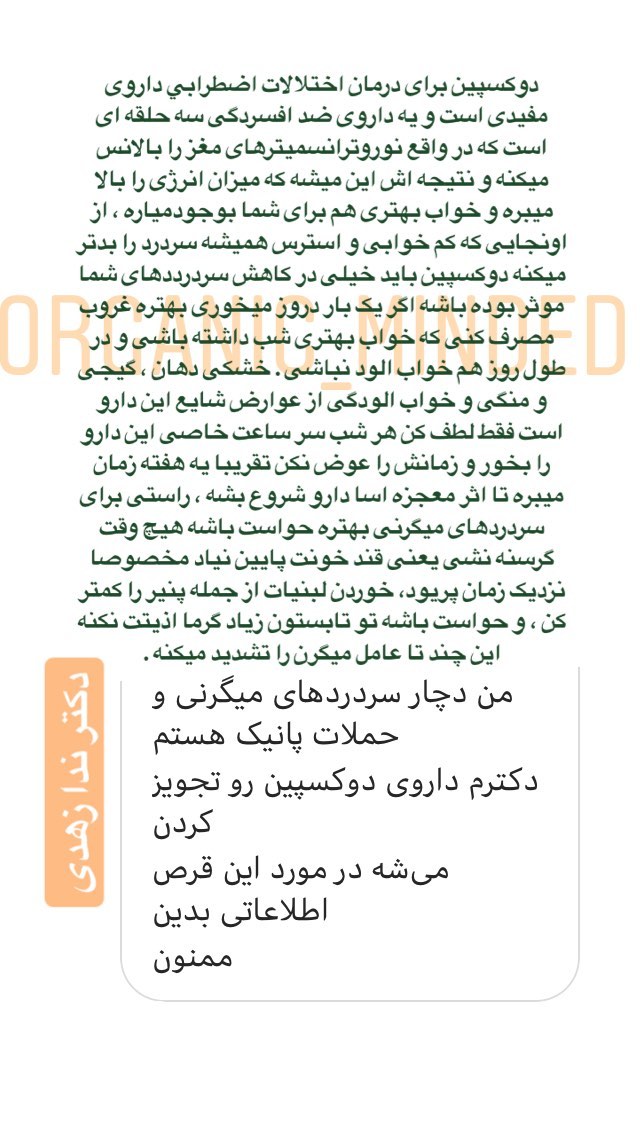 دوکسپین برای درمان اختلالات اضطرابي داروی
مفیدی است و یه داروی ضد افسردگی سه حلقه ای
است که در واقع نوروترانسمیترهای مغز را بالانس
میکنه و نتیجه اش این میشه که میزان انرژی را بالا
میبره و خواب بهتری هم برای شما بوجودمیاره ، از
اونجایی که کم خوابی و استرس همیشه سردرد را بدتر
میکنه دوکسپین باید خیلی در کاهش سردرددهای شما
موثر بوده باشه اگر یک بار دروز میخوری بهتره غروب
مصرف کنی که خواب بهتری شب داشته باشی و در
طول روز هم خواب الود نباشی. خشکی دهان ، گیجی
و منگی و خواب الودگی از عوارض شایع این دارو
است فقط لطف کن هر شب سر ساعت خاصی این دارو
را بخور و زمانش را عوض نکن تقریبا یه هفته زمان
میبره تا اثر معجزه اسا دارو شروع بشه ، راستی برای
سردردهای میگرنی بهتره حواست باشه هیچ وقت
گرسنه نشی یعنی قند خونت پایین نیاد مخصوصا
نزدیک زمان پریود، خوردن لبنیات از جمله پنیر را کمتر
کن ، و حواست باشه تو تابستون زیاد گرما اذیتت نکنه
این چند تا عامل میگرن را تشدید میکنه .
ORGANIC_MINDED
دکتر ندا زهدی
من دچار سردردهای میگرنی و
حملات پانیک هستم
دکترم داروی دوکسپین رو تجویز
کردن
می‌شه در مورد این قرص
اطلاعاتی بدین
ممنون